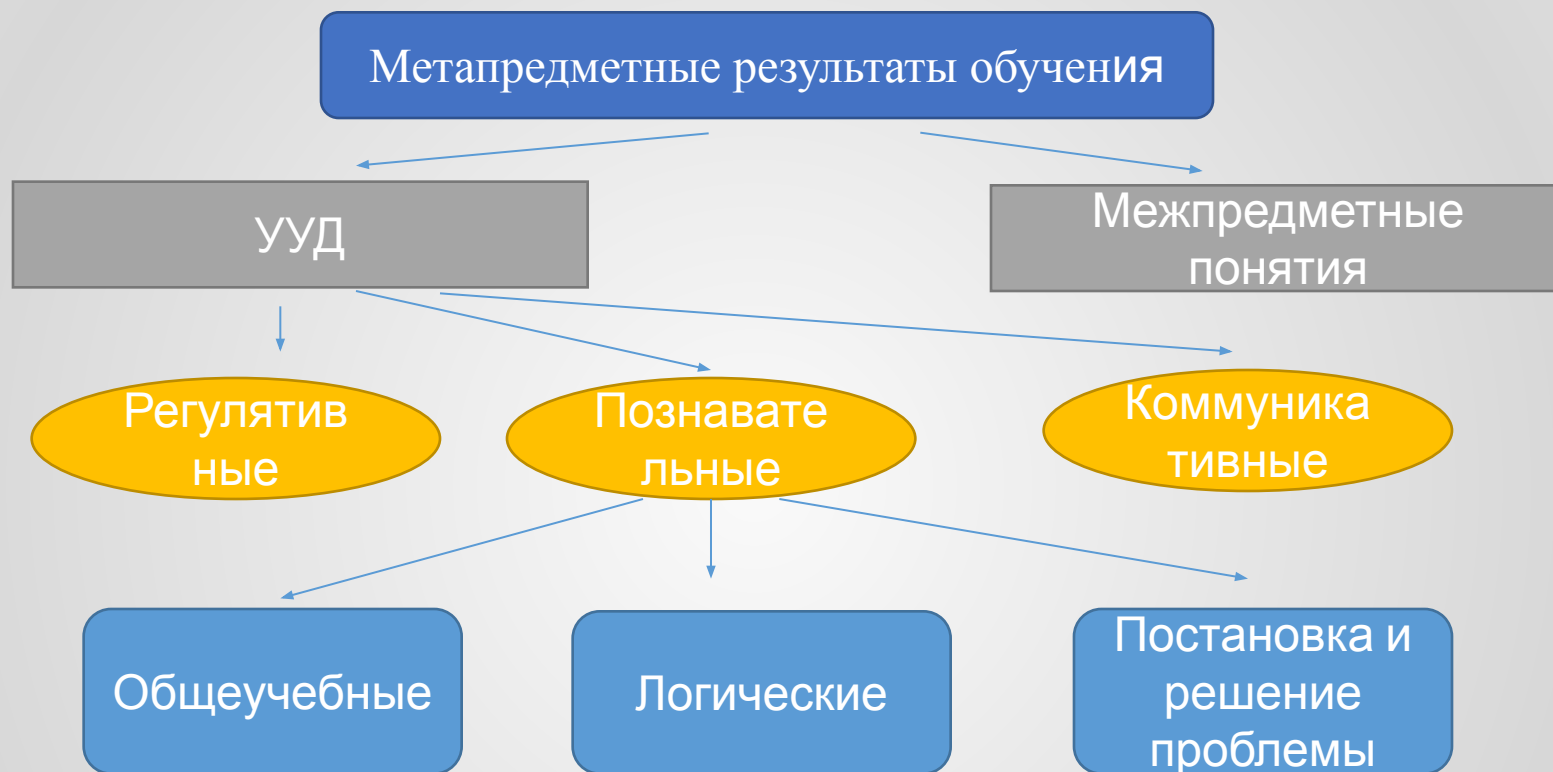 Метапредметные результаты обучения
УУД
Межпредметные
понятия
Регулятив
ные
Познавате
льные
Коммуника
тивные
Общеучебные
Логические
Постановка и
решение
проблемы